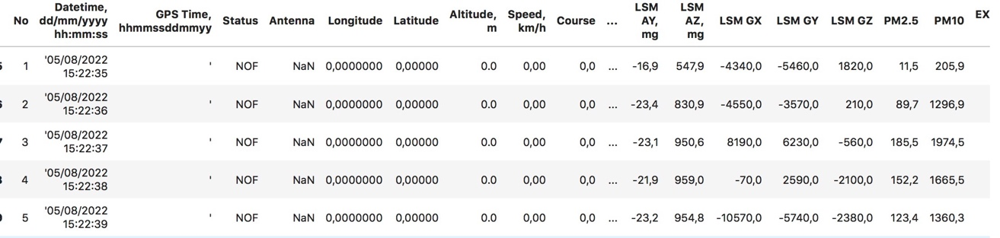 No Datetime, dd/mm/yyyy hh:mm:ss GPS Time, hhmmssddmmyy Status Antenna Longitude Latitude Altitude, m Speed, km/h Course ... LSM AY, mg LSM AZ, mg LSM GX LSM GY LSM GZ PM2.5 PM10 EX
1 '05/08/2022 15:22:35 ' NOF NaN 0,0000000 0,00000 0.0 0,00 0,0 ... -16,9 547,9 -4340,0 -5460,0 1820,0 11,5 205,9
2 '05/08/2022 15:22:36 ' NOF NaN 0,0000000 0,00000 0.0 0,00 0,0 ... -23,4 830,9 -4550,0 -3570,0 210,0 89,7 1296,9
3 '05/08/2022 15:22:37 ' NOF NaN 0,0000000 0,00000 0.0 0,00 0,0 ... -23,1 950,6 8190,0 6230,0 -560,0 185,5 1974,5
4 '05/08/2022 15:22:38 ' NOF NaN 0,0000000 0,00000 0.0 0,00 0,0 ... -21,9 959,0 -70,0 2590,0 -2100,0 152,2 1665,5
5 '05/08/2022 15:22:39 ' NOF NaN 0,0000000 0,00000 0.0 0,00 0,0 ... -23,2 954,8 -10570,0 -5740,0 -2380,0 123,4 1360,3